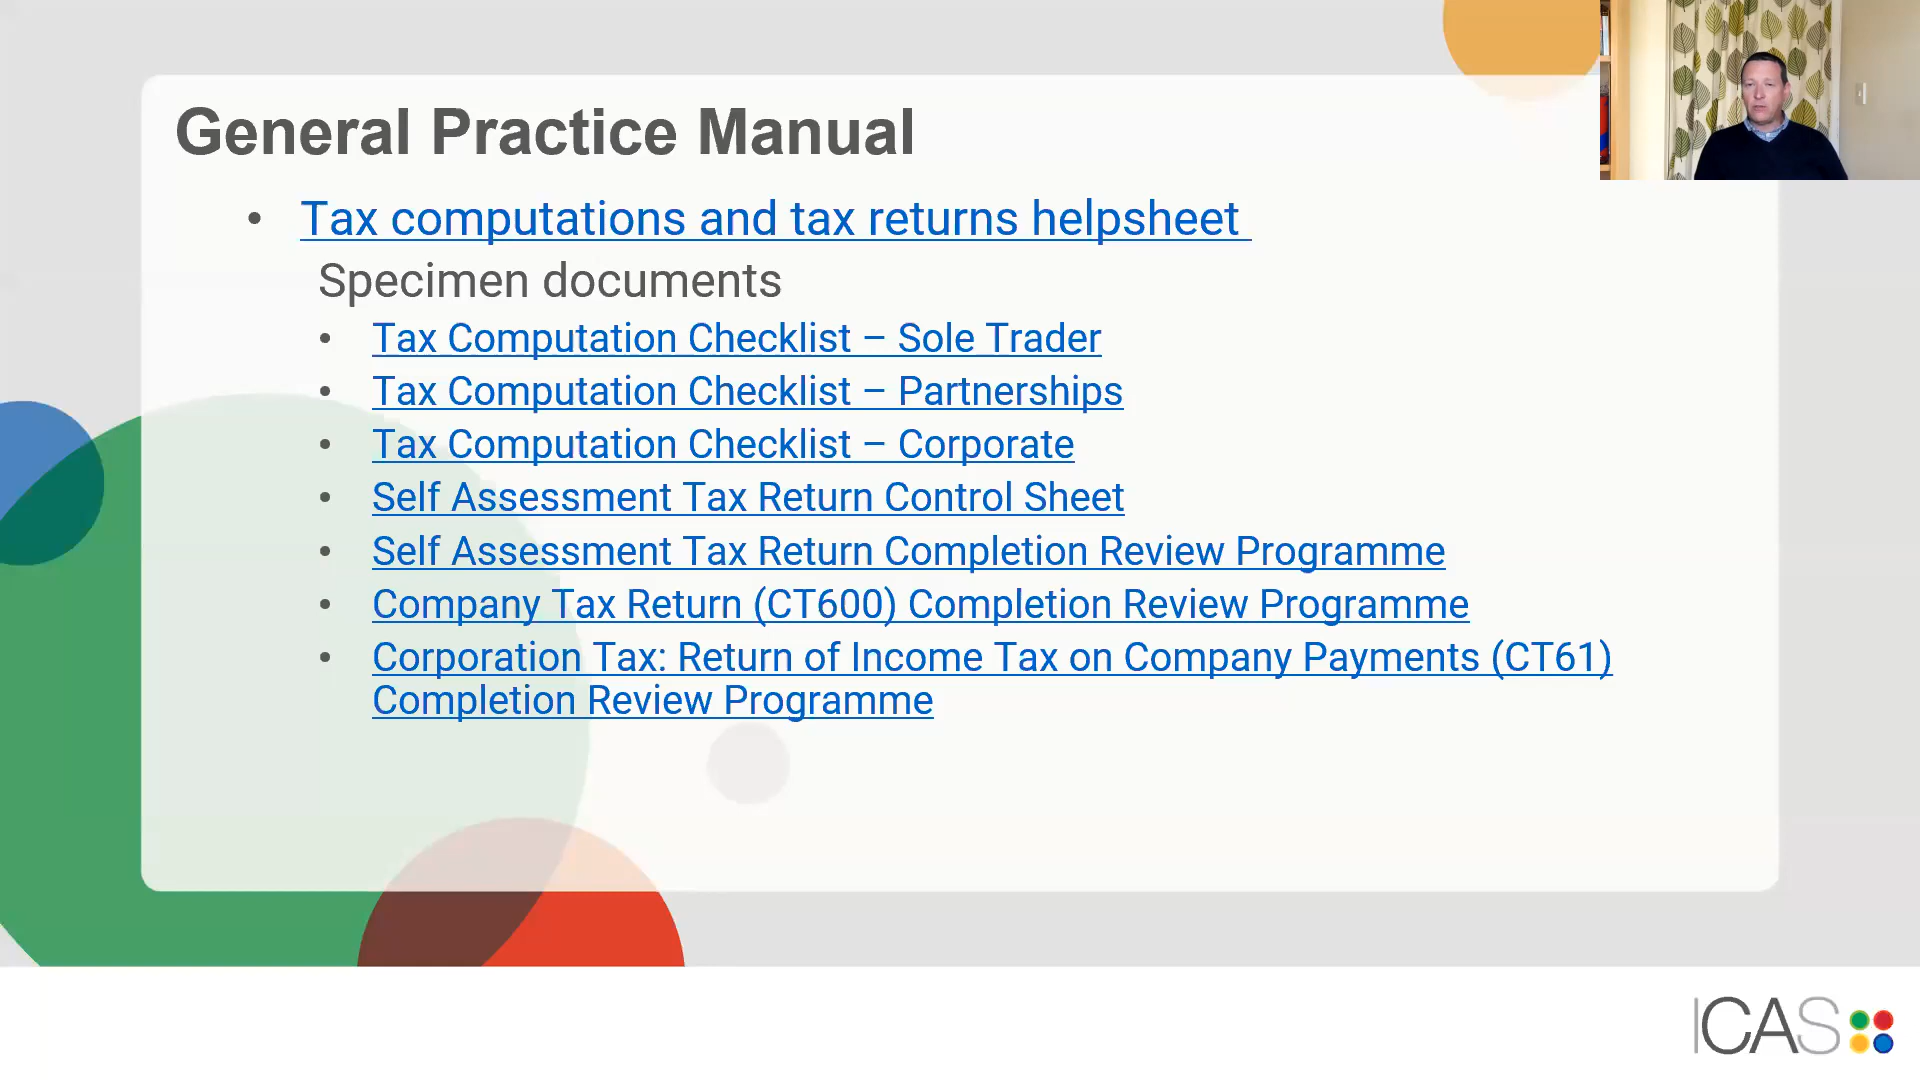 General Practice Manual
• Tax computations and tax returns helpsheet
Specimen documents
• Tax Computation Checklist – Sole Trader
• Tax Computation Checklist – Partnerships
• Tax Computation Checklist – Corporate
• Self Assessment Tax Return Control Sheet
• Self Assessment Tax Return Completion Review Programme
• Company Tax Return (CT600) Completion Review Programme
• Corporation Tax: Return of Income Tax on Company Payments (CT61)
Completion Review Programme
ICAS